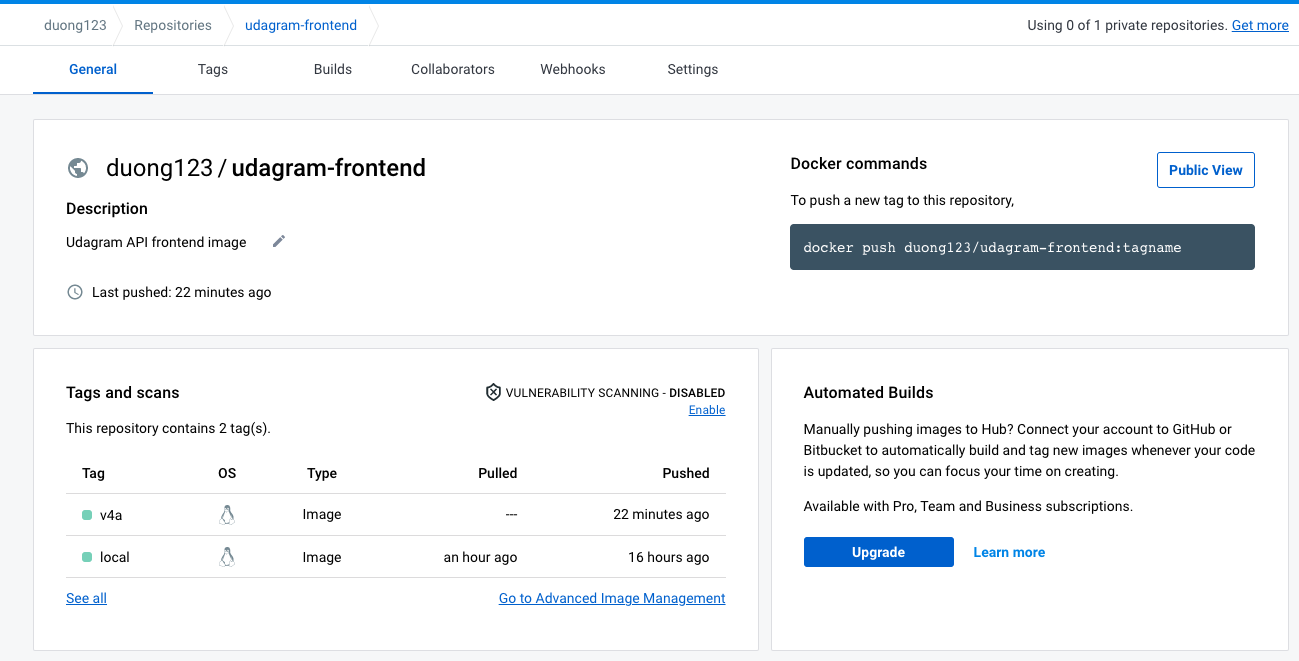 duong123 Repositories udagram-frontend Using 0 of 1 private repositories. Get more
General Tags Builds Collaborators Webhooks Settings
duong123 / udagram-frontend
Description
Udagram API frontend image
Last pushed: 22 minutes ago
Docker commands
Public View
To push a new tag to this repository,
docker push duong123/udagram-frontend:tagname
Tags and scans
VULNERABILITY SCANNING - DISABLED
Enable
This repository contains 2 tag(s).
Tag OS Type Pulled Pushed
v4a Image --- 22 minutes ago
local Image an hour ago 16 hours ago
See all Go to Advanced Image Management
Automated Builds
Manually pushing images to Hub? Connect your account to GitHub or
Bitbucket to automatically build and tag new images whenever your code
is updated, so you can focus your time on creating.
Available with Pro, Team and Business subscriptions.
Upgrade Learn more